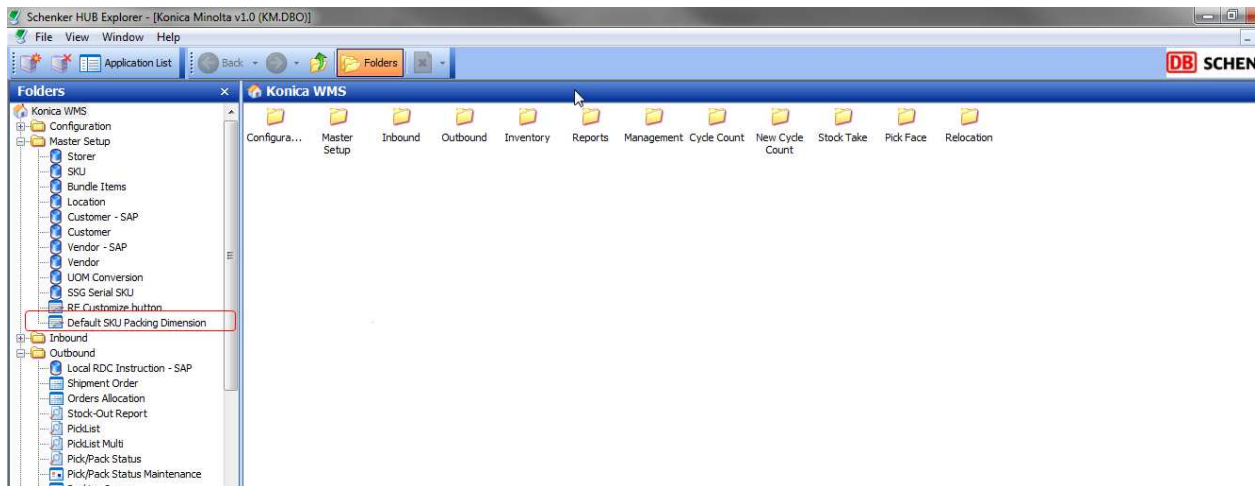 Schenker HUB Explorer - [Konica Minolta v1.0 (KM.DBO)]
File View Window Help
Application List Back Folders DB SCHEN
Folders × Konica WMS
Konica WMS
Configuration
Master Setup
Storer
SKU
Bundle Items
Location
Customer - SAP
Customer
Vendor - SAP
Vendor
UOM Conversion
SSG Serial SKU
RF Customize button
Default SKU Packing Dimension
Inbound
Outbound
Local RDC Instruction - SAP
Shipment Order
Orders Allocation
Stock-Out Report
PickList
PickList Multi
Pick/Pack Status
Pick/Pack Status Maintenance
Configura... Master Setup Inbound Outbound Inventory Reports Management Cycle Count New Cycle Count Stock Take Pick Face Relocation